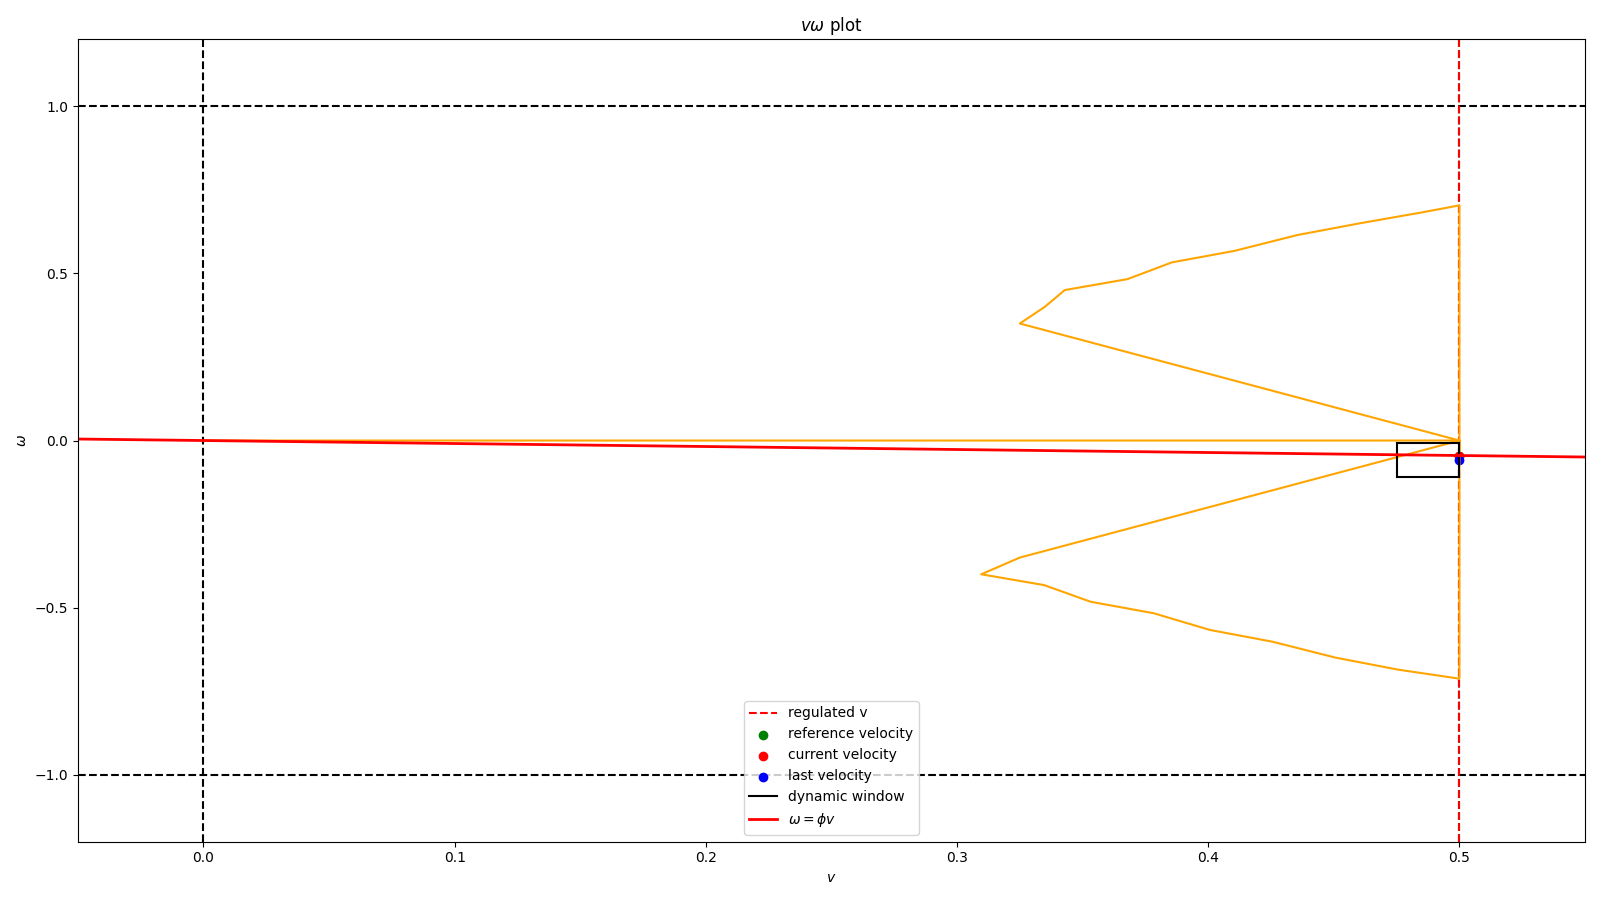 vω plot
1.0
0.5
0.0
−0.5
−1.0
ω
0.0 0.1 0.2 0.3 0.4 0.5
v
regulated v
reference velocity
current velocity
last velocity
dynamic window
ω = ϕv